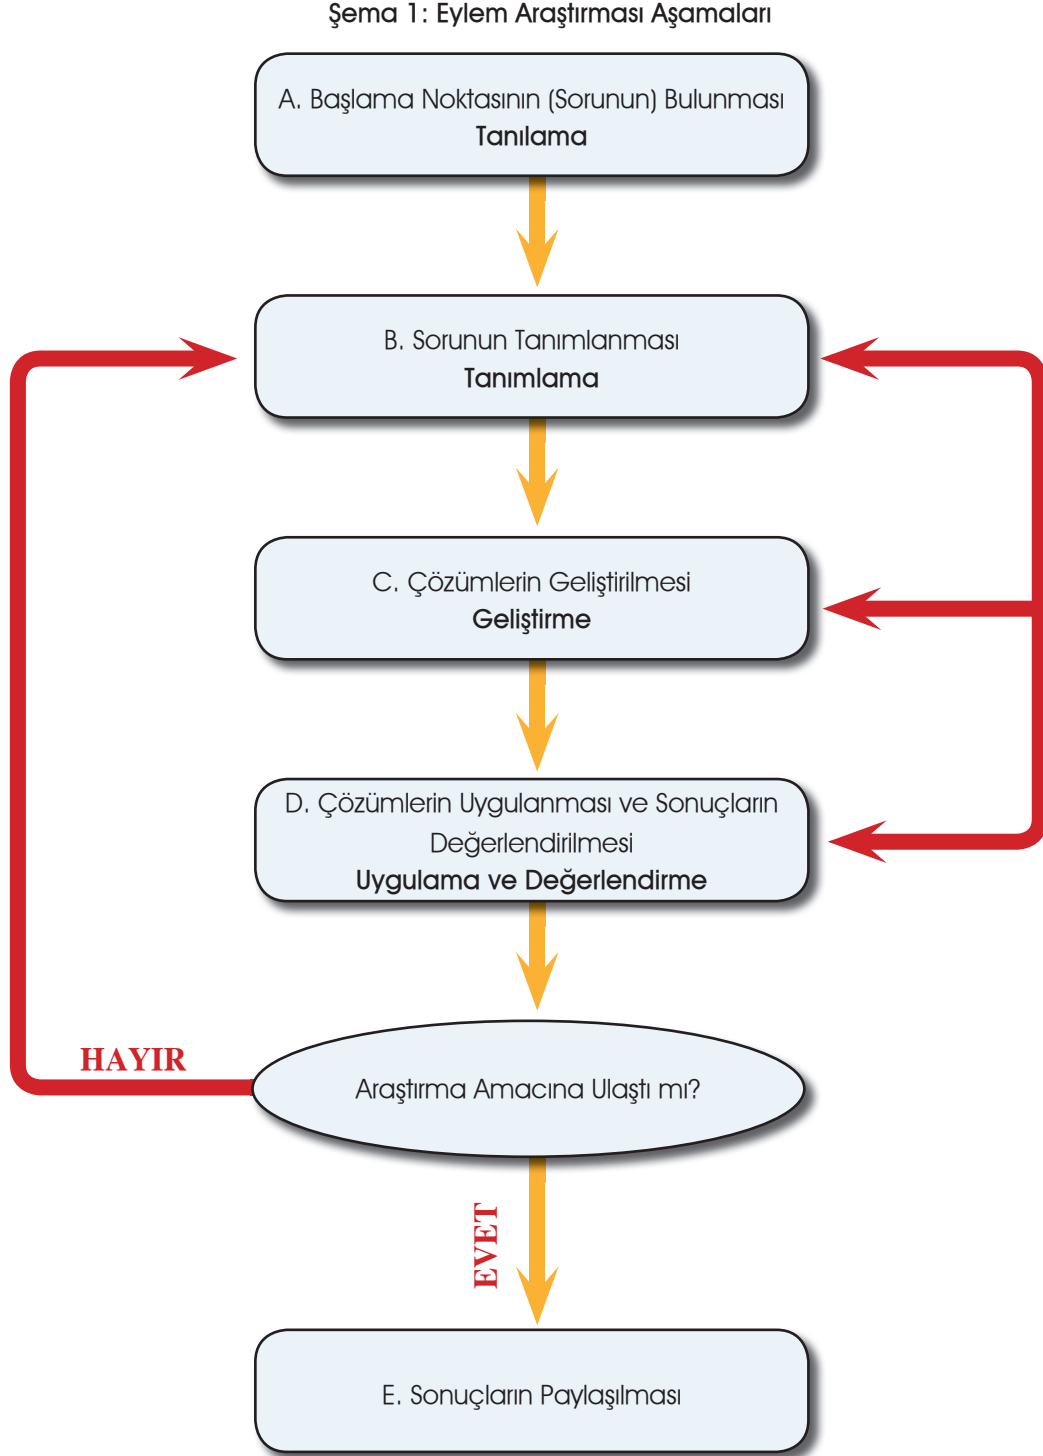 Şema 1: Eylem Araştırması Aşamaları
A. Başlama Noktasının (Sorunun) Bulunması
Tanılama
B. Sorunun Tanımlanması
Tanımlama
C. Çözümlerin Geliştirilmesi
Geliştirme
D. Çözümlerin Uygulanması ve Sonuçların
Değerlendirilmesi
Uygulama ve Değerlendirme
HAYIR
Araştırma Amacına Ulaştı mı?
EVET
E. Sonuçların Paylaşılması